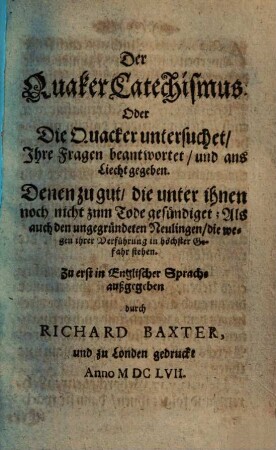 Der
Quaker Catechismus.
Oder
Die Quacker untersuchet/
Ihre Fragen beantwortet/ und ans
Liecht gegeben.
Denen zu gut/ die unter ihnen
noch nicht zum Tode gesündiget: Als
auch den ungegründeten Neulingen/ die we-
gen ihrer Verführung in höchster Ge-
fahr stehen.
Zu erst in Englischer Sprach
außgegeben
durch
RICHARD BAXTER,
und zu Londen gedruckt
Anno M DC LVII.